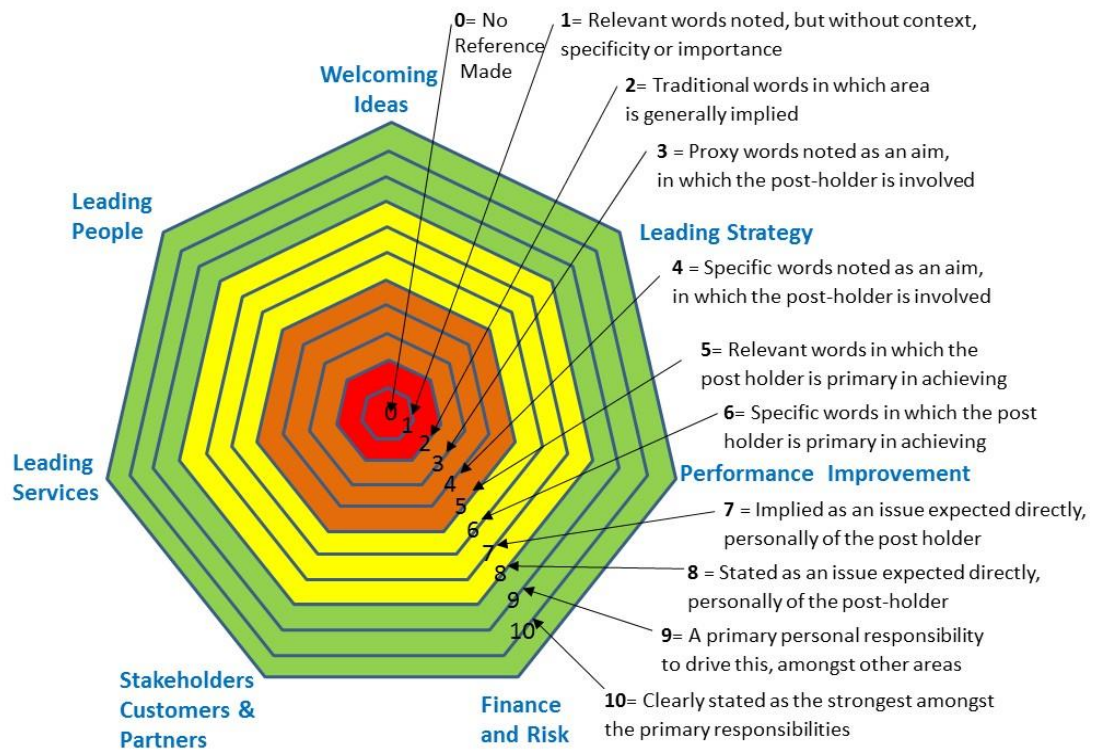 0= No
Reference
Made
1= Relevant words noted, but without context,
specificity or importance
Welcoming
Ideas
2= Traditional words in which area
is generally implied
3 = Proxy words noted as an aim,
in which the post-holder is involved
Leading
People
Leading Strategy
4 = Specific words noted as an aim,
in which the post-holder is involved
5= Relevant words in which the
post holder is primary in achieving
6= Specific words in which the post
holder is primary in achieving
0
1
2
3
4
5
6
7
8
9
10
Leading
Services
Performance Improvement
7 = Implied as an issue expected directly,
personally of the post holder
8 = Stated as an issue expected directly,
personally of the post-holder
9= A primary personal responsibility
to drive this, amongst other areas
Stakeholders
Customers &
Partners
Finance
and Risk
10= Clearly stated as the strongest amongst
the primary responsibilities